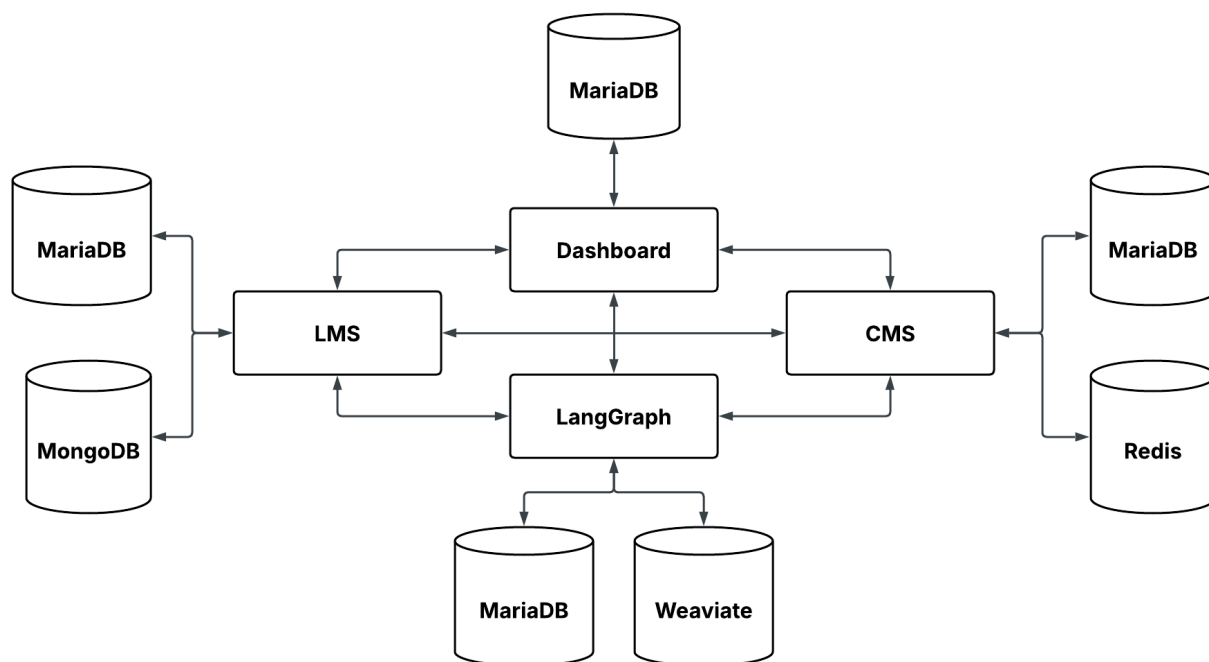 MariaDB
MariaDB
Dashboard
MariaDB
LMS
CMS
LangGraph
MongoDB
Redis
MariaDB
Weaviate